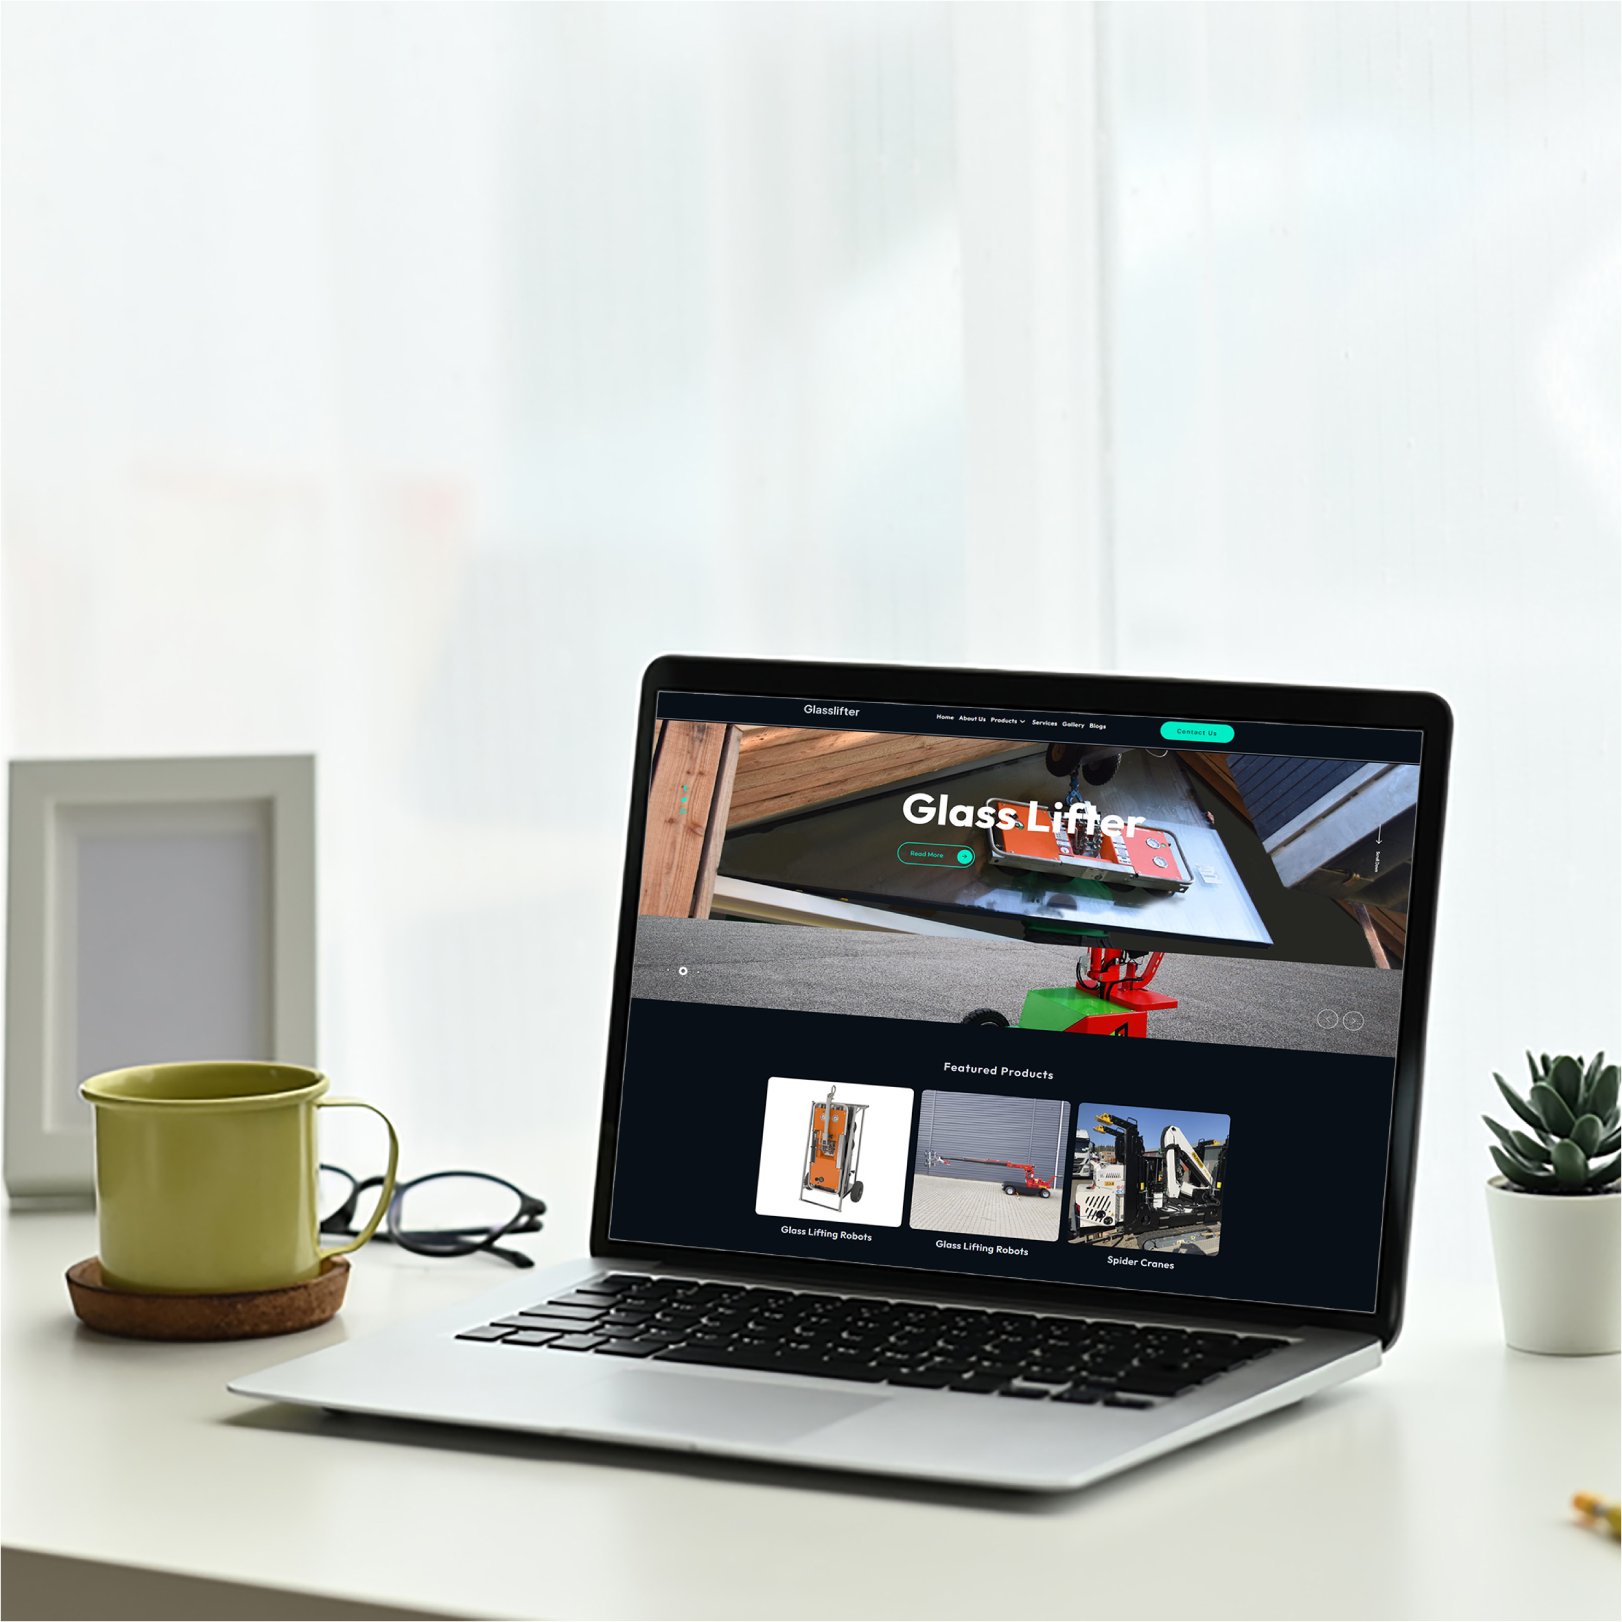 Glasslifter
Home About Us Products Services Gallery Blogs
Contact Us
Glass Lifter
Read More
Scroll Down
Featured Products
Glass Lifting Robots
Glass Lifting Robots
Spider Cranes